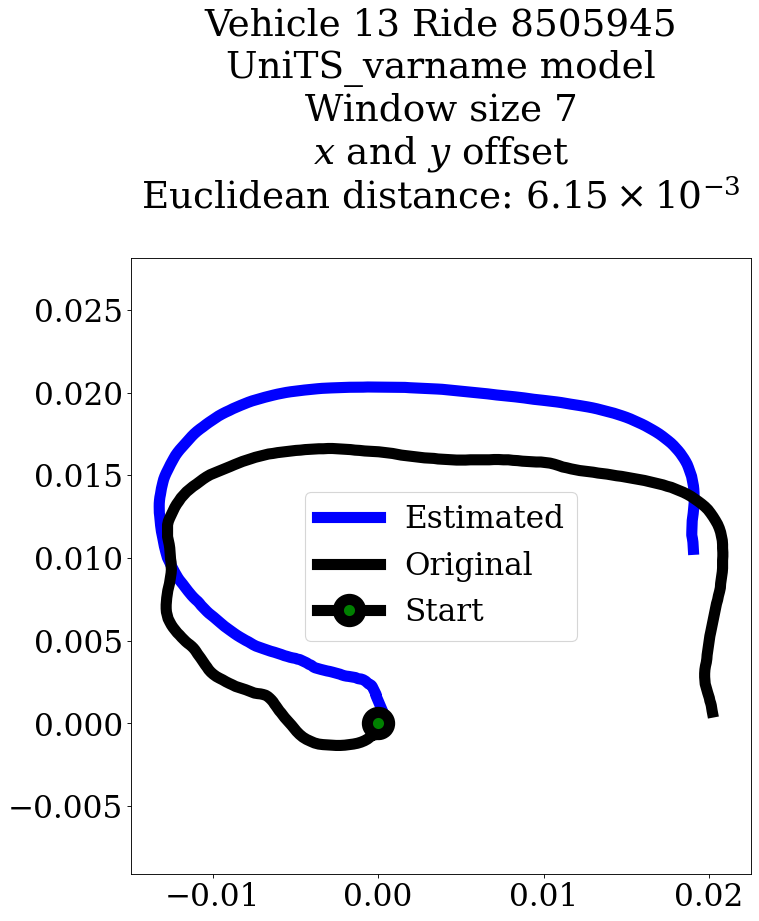 Vehicle 13 Ride 8505945
UniTS_varname model
Window size 7
x and y offset
Euclidean distance: 6.15 × 10⁻³
0.025
0.020
0.015
0.010
0.005
0.000
−0.005
Estimated
Original
Start
−0.01 0.00 0.01 0.02